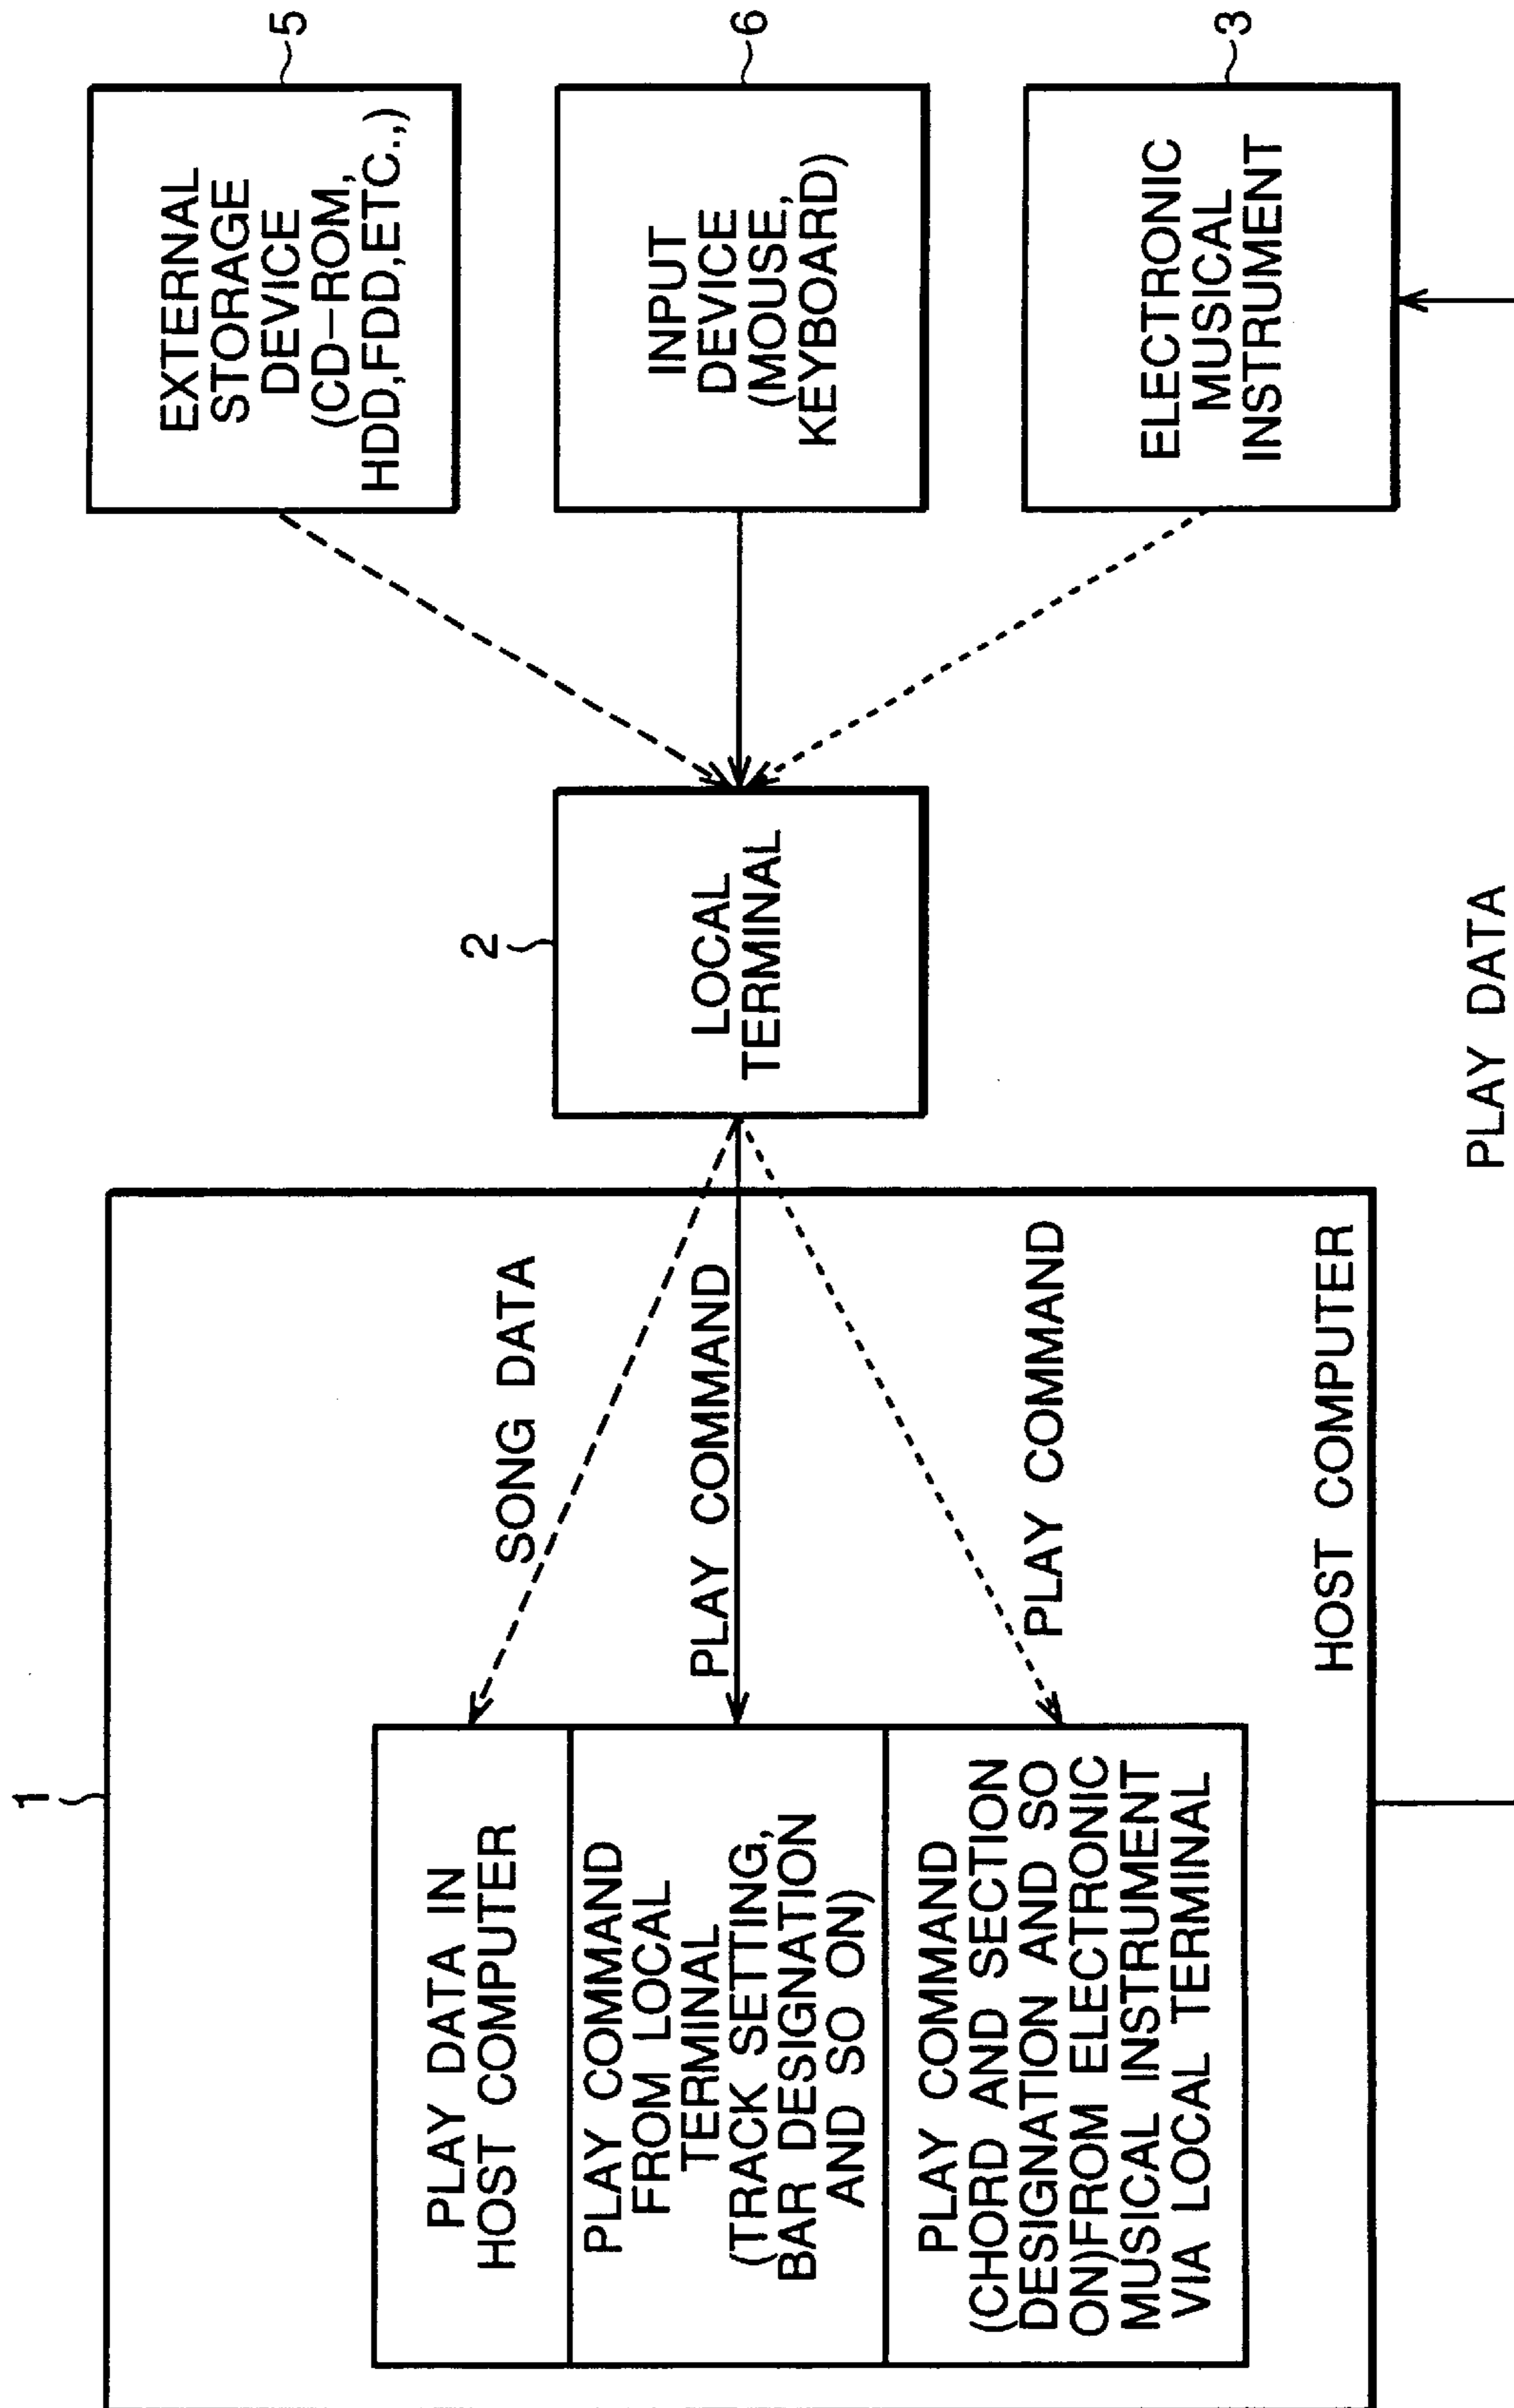 1
PLAY DATA IN
HOST COMPUTER
PLAY COMMAND
FROM LOCAL
TERMINAL
(TRACK SETTING,
BAR DESIGNATION
AND SO ON)
PLAY COMMAND
(CHORD AND SECTION
DESIGNATION AND SO
ON)FROM ELECTRONIC
MUSICAL INSTRUMENT
VIA LOCAL TERMINAL
SONG DATA
PLAY COMMAND
PLAY COMMAND
HOST COMPUTER
2
LOCAL
TERMINAL
PLAY DATA
EXTERNAL
STORAGE
DEVICE
(CD-ROM,
HDD,FDD,ETC.,)
5
INPUT
DEVICE
(MOUSE,
KEYBOARD)
6
ELECTRONIC
MUSICAL
INSTRUMENT
3